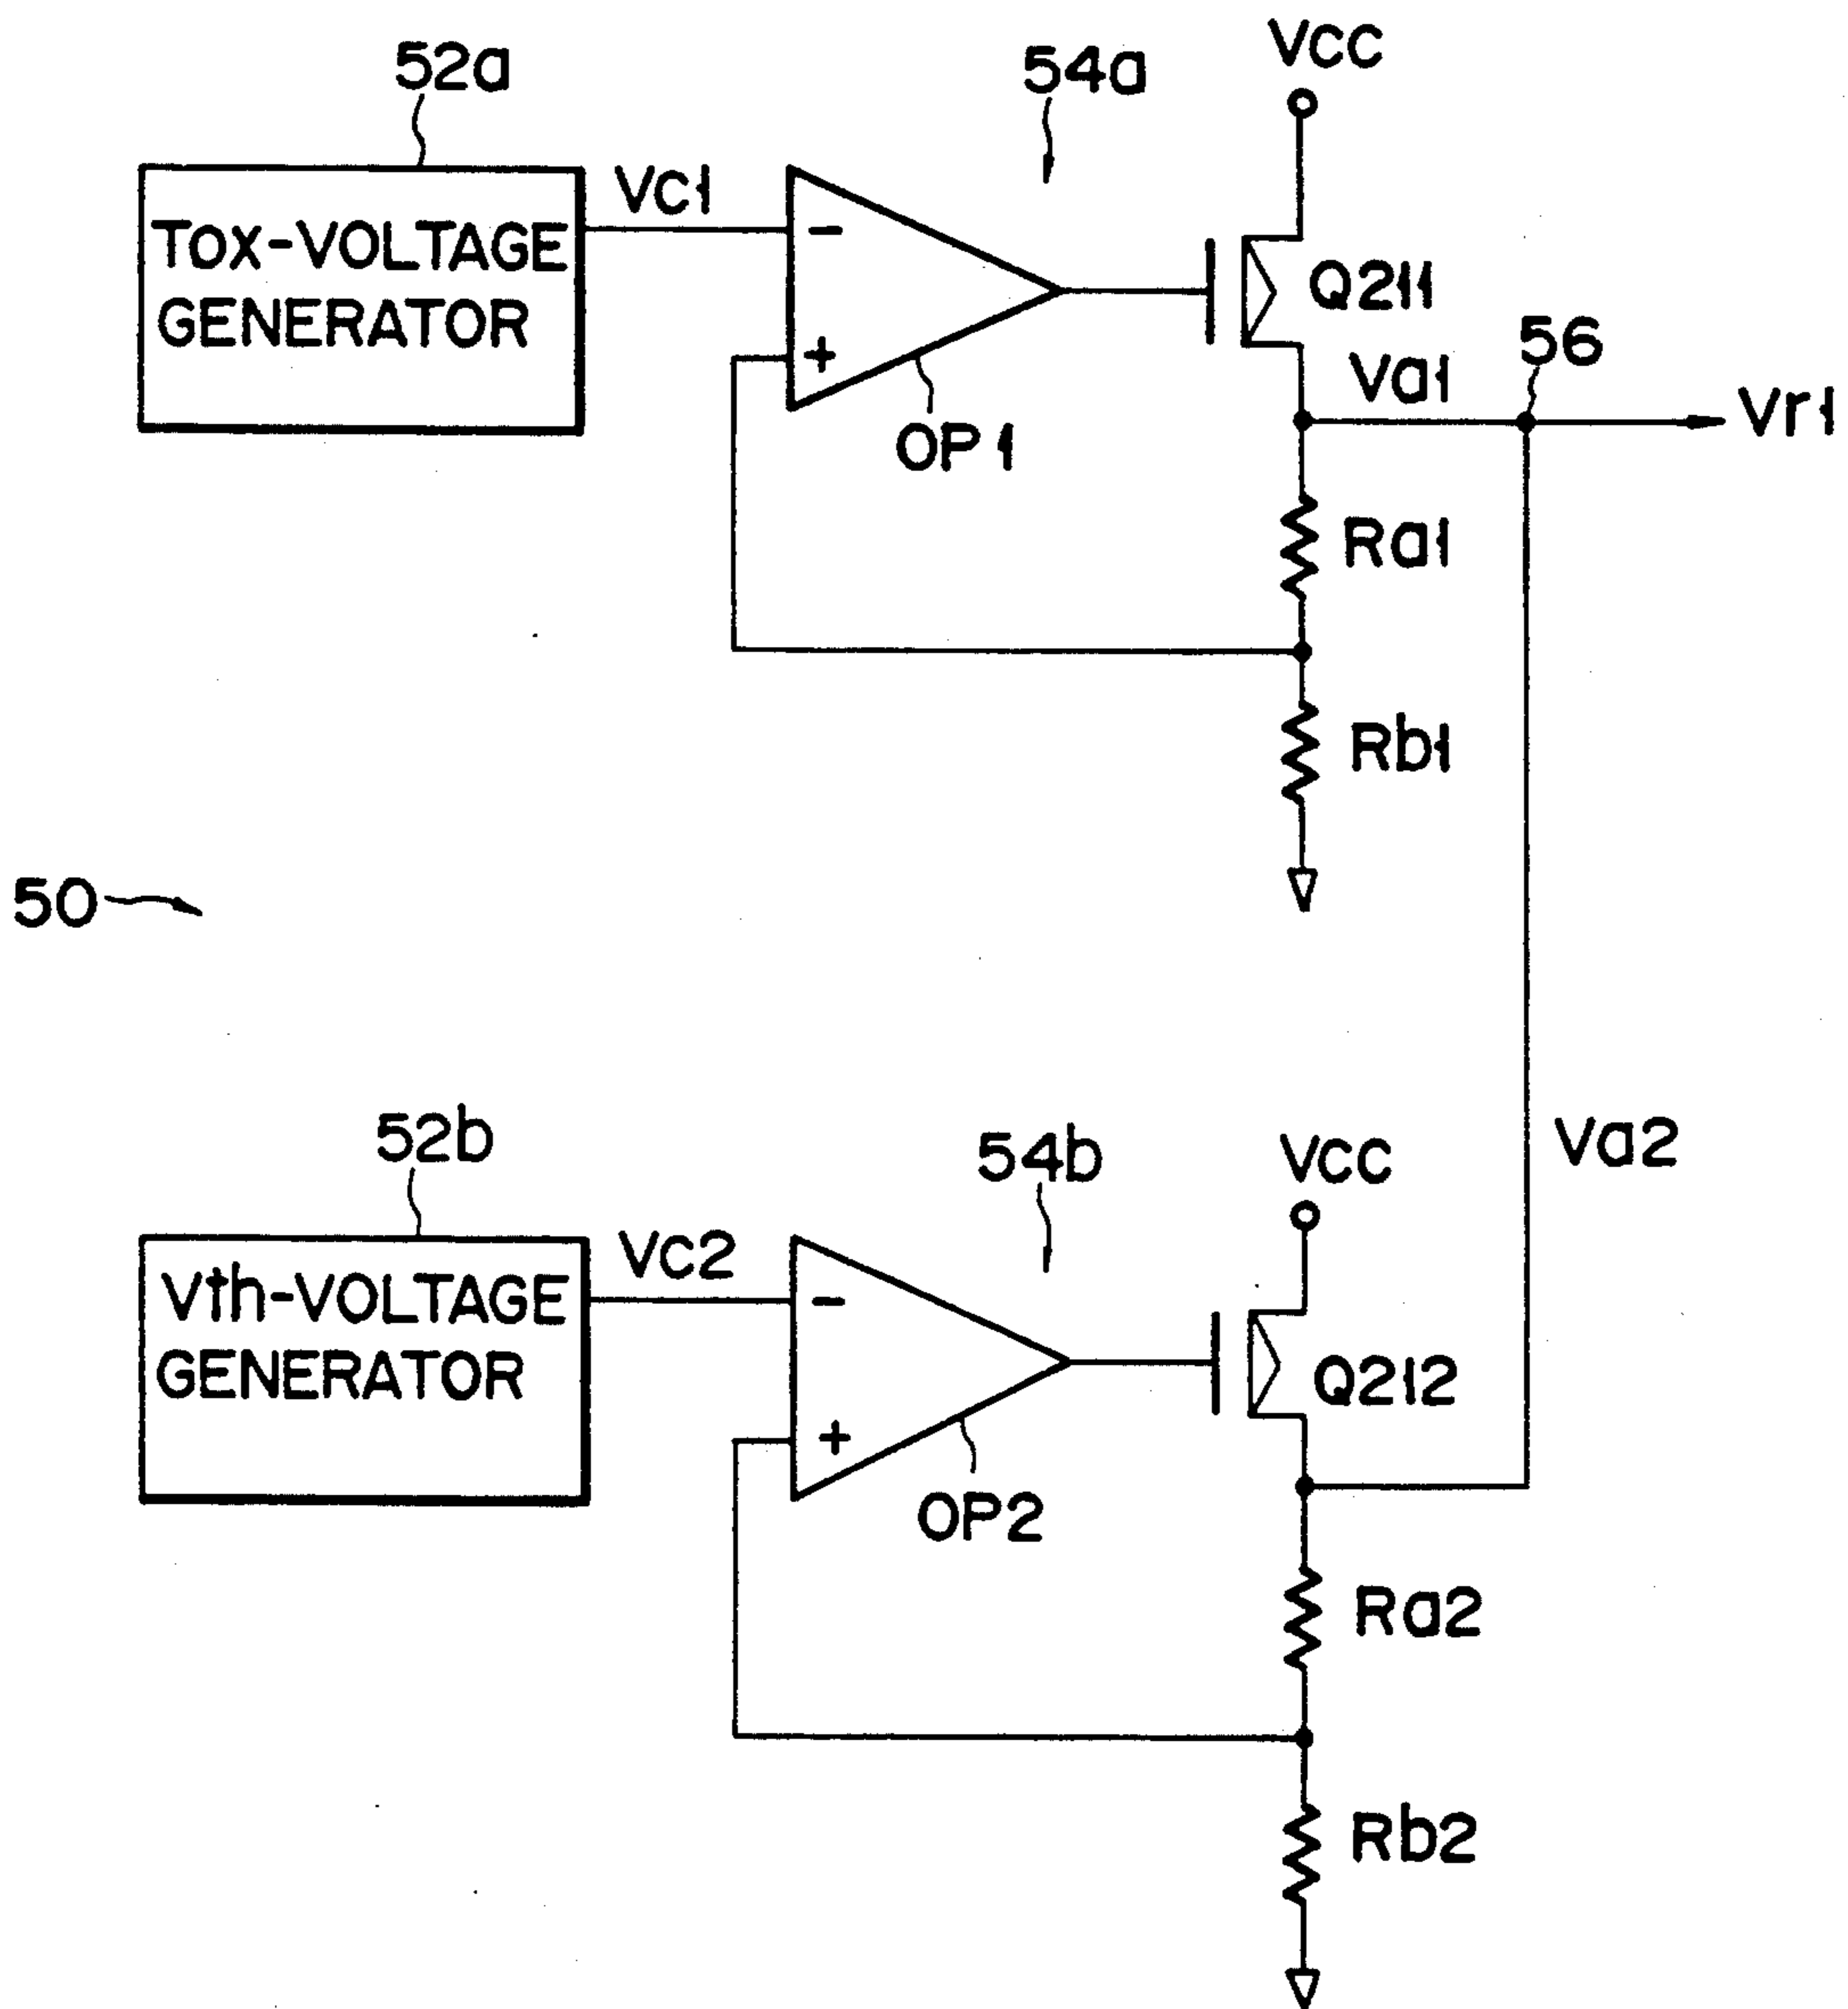 52a
54a
Vcc
Tox-VOLTAGE
GENERATOR
Vc1
-
+
OP1
Q211
Va1
56
Vr1
Ra1
Rb1
50
52b
54b
Vcc
Va2
Vth-VOLTAGE
GENERATOR
Vc2
-
+
OP2
Q212
Ra2
Rb2